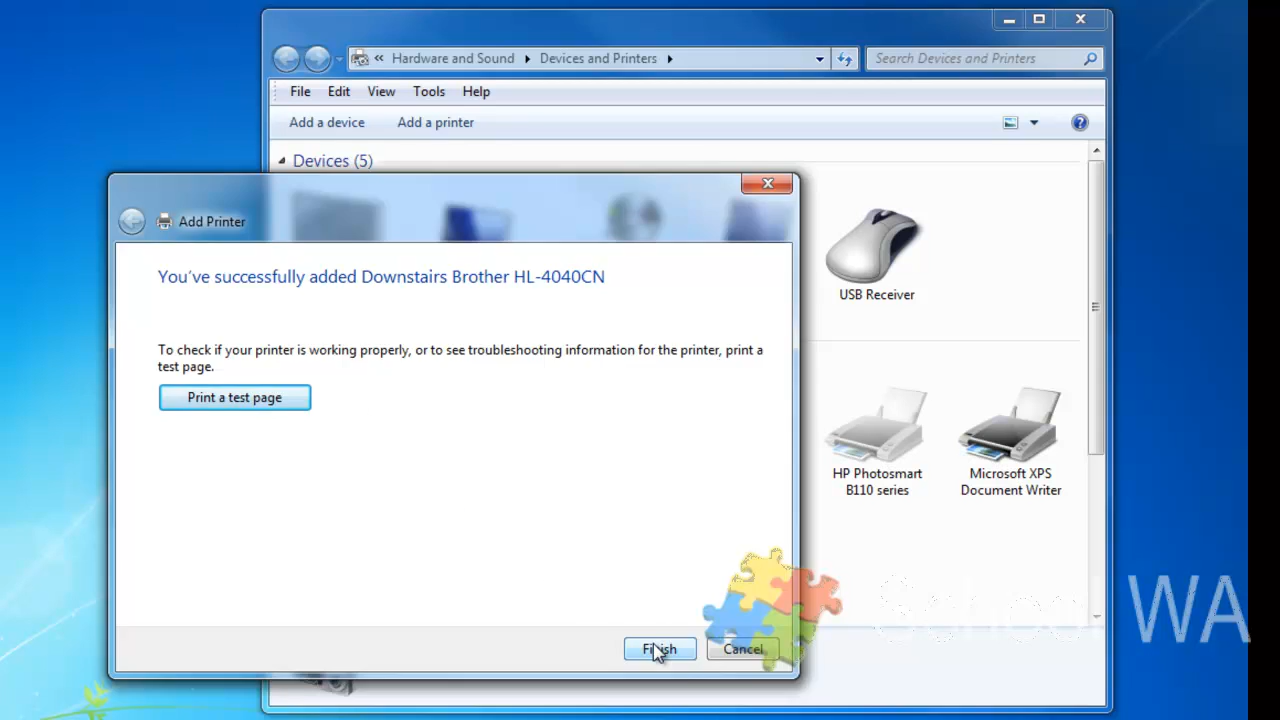 « Hardware and Sound ▸ Devices and Printers ▸
Search Devices and Printers
File Edit View Tools Help
Add a device Add a printer
Devices (5)
Add Printer
You've successfully added Downstairs Brother HL-4040CN
To check if your printer is working properly, or to see troubleshooting information for the printer, print a
test page.
Print a test page
USB Receiver
HP Photosmart
B110 series
Microsoft XPS
Document Writer
School WA
Finish Cancel